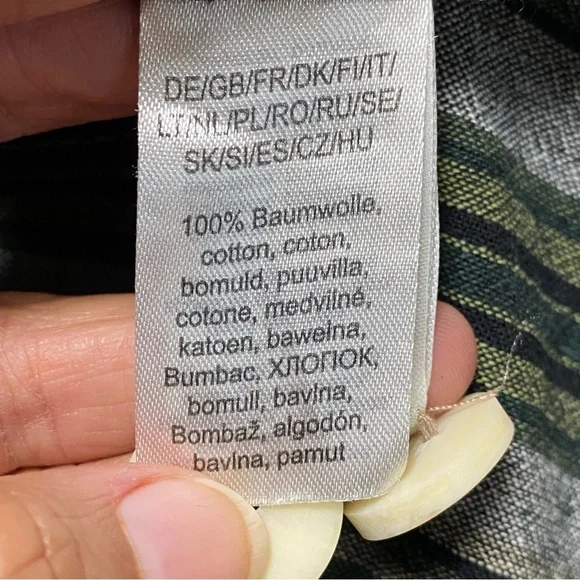 DE/GB/FR/DK/FI/IT/
LT/NL/PL/RO/RU/SE/
SK/SI/ES/CZ/HU
100% Baumwolle,
cotton, coton,
bomuld, puuvilla,
cotone, medvilné,
katoen, bawełna,
Bumbac, ХЛОПОК,
bomull, bavlna,
Bombaž, algodón,
bavlna, pamut